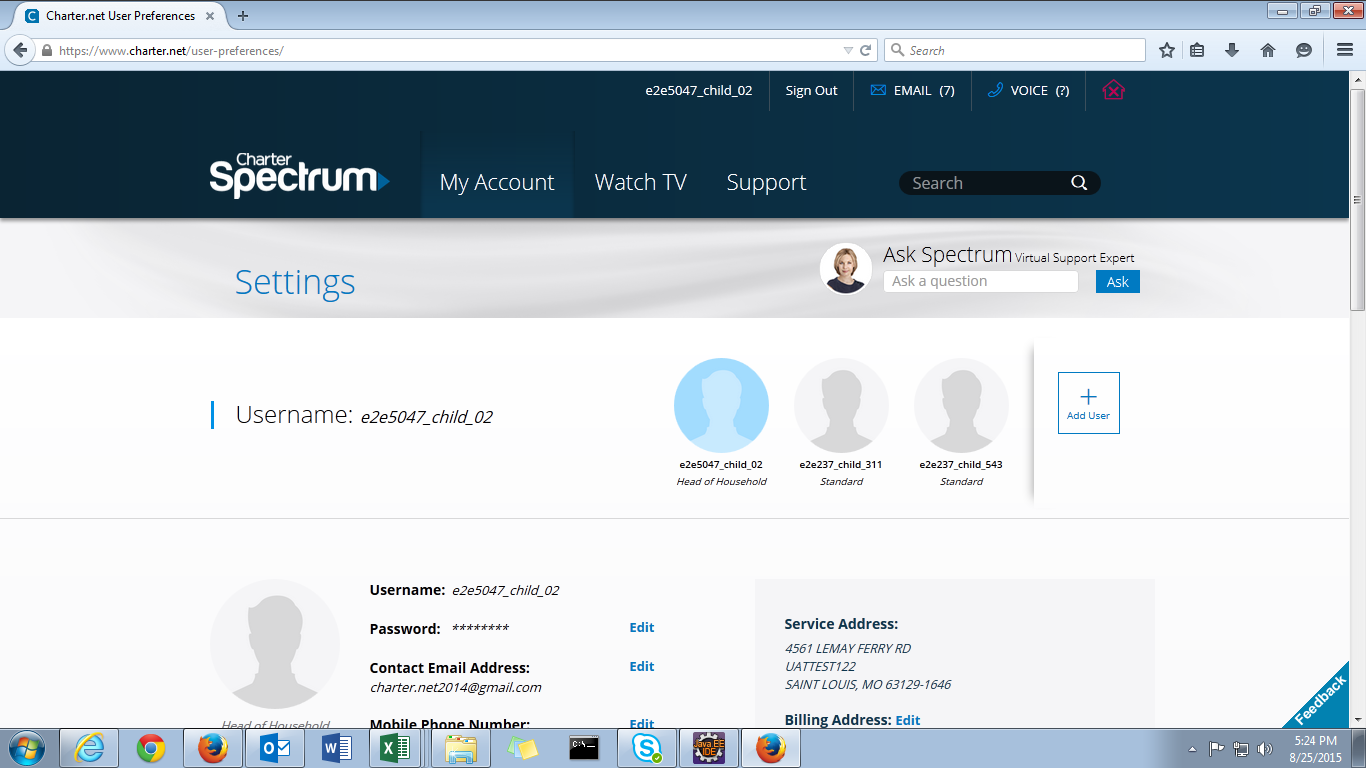 Charter.net User Preferences
https://www.charter.net/user-preferences/
Search
e2e5047_child_02
Sign Out
EMAIL (7)
VOICE (?)
Charter
Spectrum
My Account
Watch TV
Support
Search
Settings
Ask Spectrum Virtual Support Expert
Ask a question
Ask
Username: e2e5047_child_02
e2e5047_child_02
Head of Household
e2e237_child_311
Standard
e2e237_child_543
Standard
Add User
Head of Household
Username: e2e5047_child_02
Password: ******** Edit
Contact Email Address: Edit
charter.net2014@gmail.com
Mobile Phone Number: Edit
Service Address:
4561 LEMAY FERRY RD
UATTEST122
SAINT LOUIS, MO 63129-1646
Billing Address: Edit
Feedback
Java EE
IDE
5:24 PM
8/25/2015